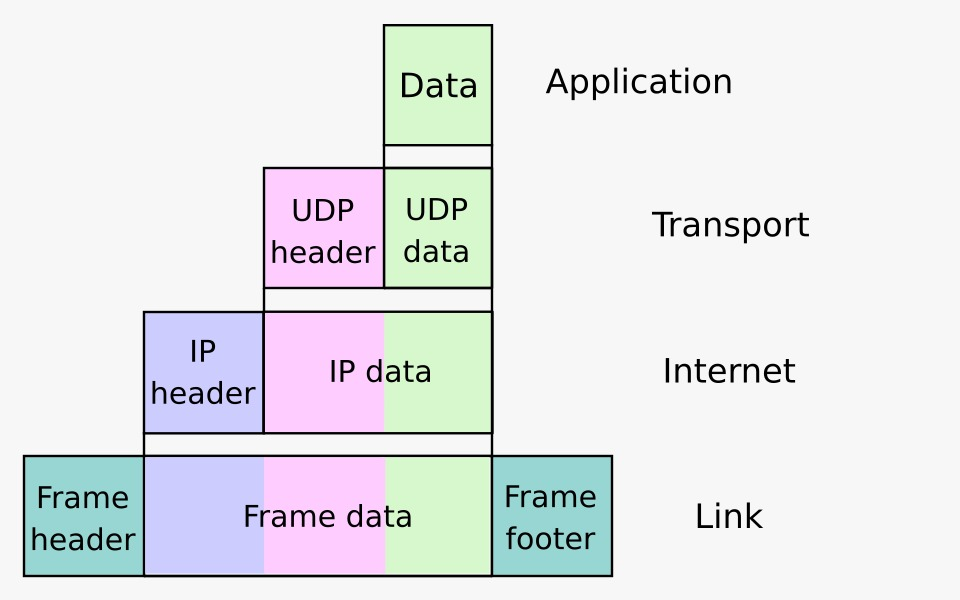 Data
Application
UDP
header
UDP
data
Transport
IP
header
IP data
Internet
Frame
header
Frame data
Frame
footer
Link